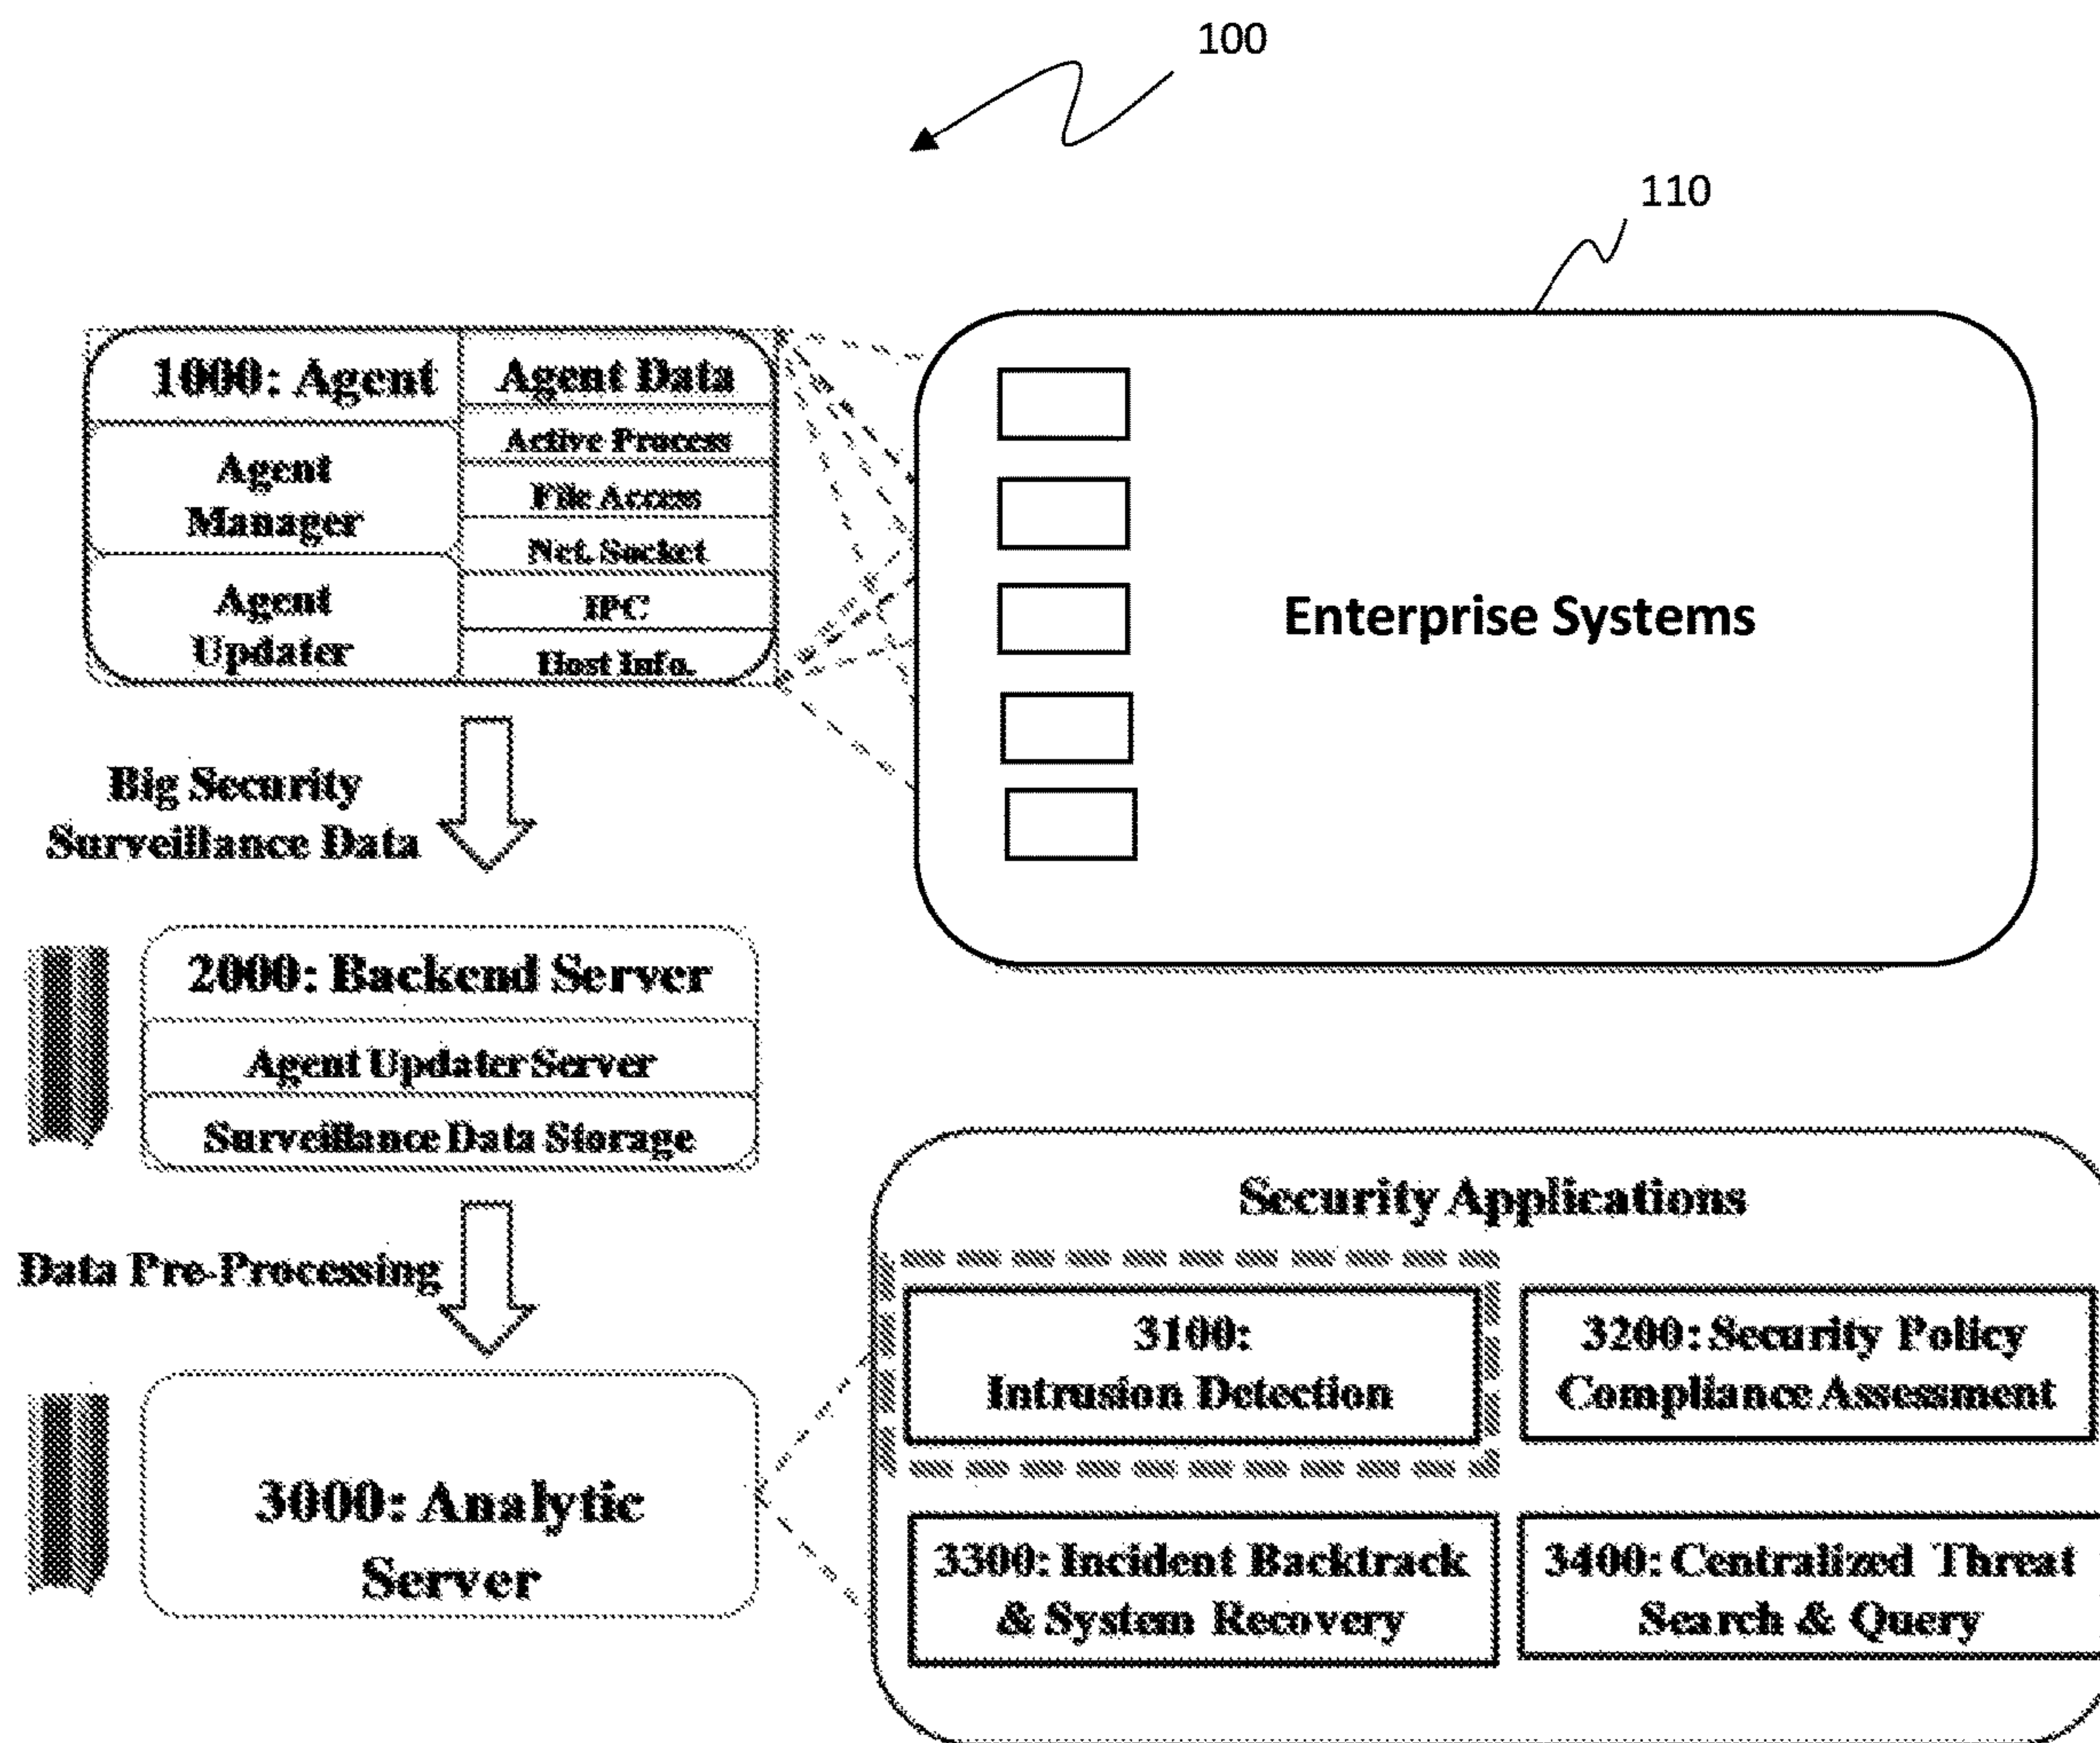 100
110
1000: Agent
Agent Data
Agent
Manager
Agent
Updater
Active Process
File Access
Net. Socket
IPC
Host Info.
Enterprise Systems
Big Security
Surveillance Data
2000: Backend Server
Agent Updater Server
Surveillance Data Storage
Data Pre-Processing
3000: Analytic
Server
Security Applications
3100:
Intrusion Detection
3200: Security Policy
Compliance Assessment
3300: Incident Backtrack
& System Recovery
3400: Centralized Threat
Search & Query